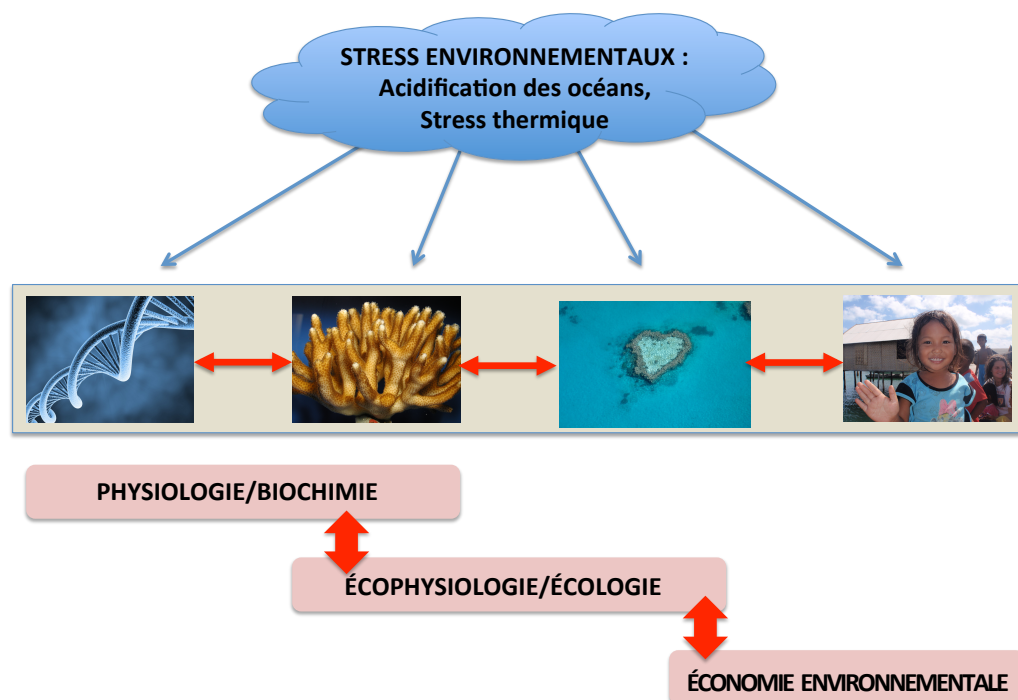 STRESS ENVIRONNEMENTAUX :
Acidification des océans,
Stress thermique
PHYSIOLOGIE/BIOCHIMIE
ÉCOPHYSIOLOGIE/ÉCOLOGIE
ÉCONOMIE ENVIRONNEMENTALE